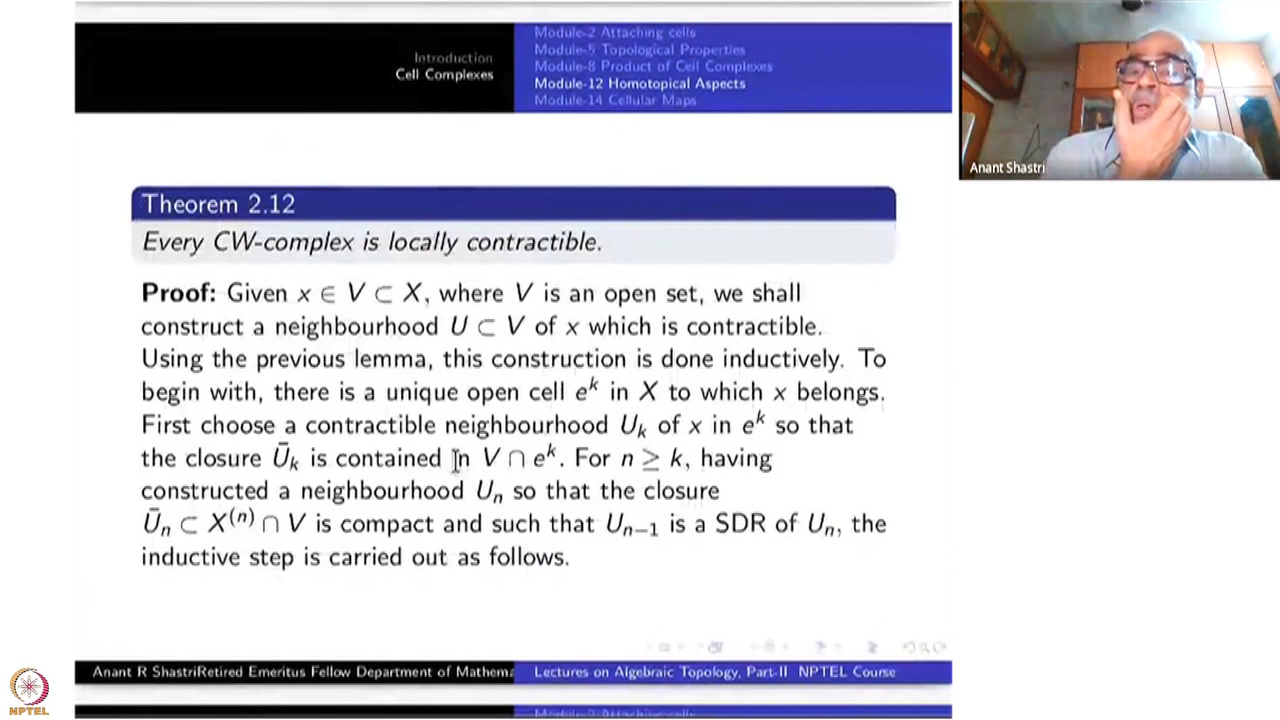 Introduction
Cell Complexes
Module-2 Attaching cells
Module-5 Topological Properties
Module-8 Product of Cell Complexes
Module-12 Homotopical Aspects
Module-14 Cellular Maps
Anant Shastri
Theorem 2.12
Every CW-complex is locally contractible.
Proof: Given x ∈ V ⊂ X, where V is an open set, we shall
construct a neighbourhood U ⊂ V of x which is contractible.
Using the previous lemma, this construction is done inductively. To
begin with, there is a unique open cell e^k in X to which x belongs.
First choose a contractible neighbourhood U_k of x in e^k so that
the closure Ū_k is contained in V ∩ e^k. For n ≥ k, having
constructed a neighbourhood U_n so that the closure
Ū_n ⊂ X^(n) ∩ V is compact and such that U_{n−1} is a SDR of U_n, the
inductive step is carried out as follows.
Anant R ShastriRetired Emeritus Fellow Department of Mathema
Lectures on Algebraic Topology, Part-II NPTEL Course
NPTEL